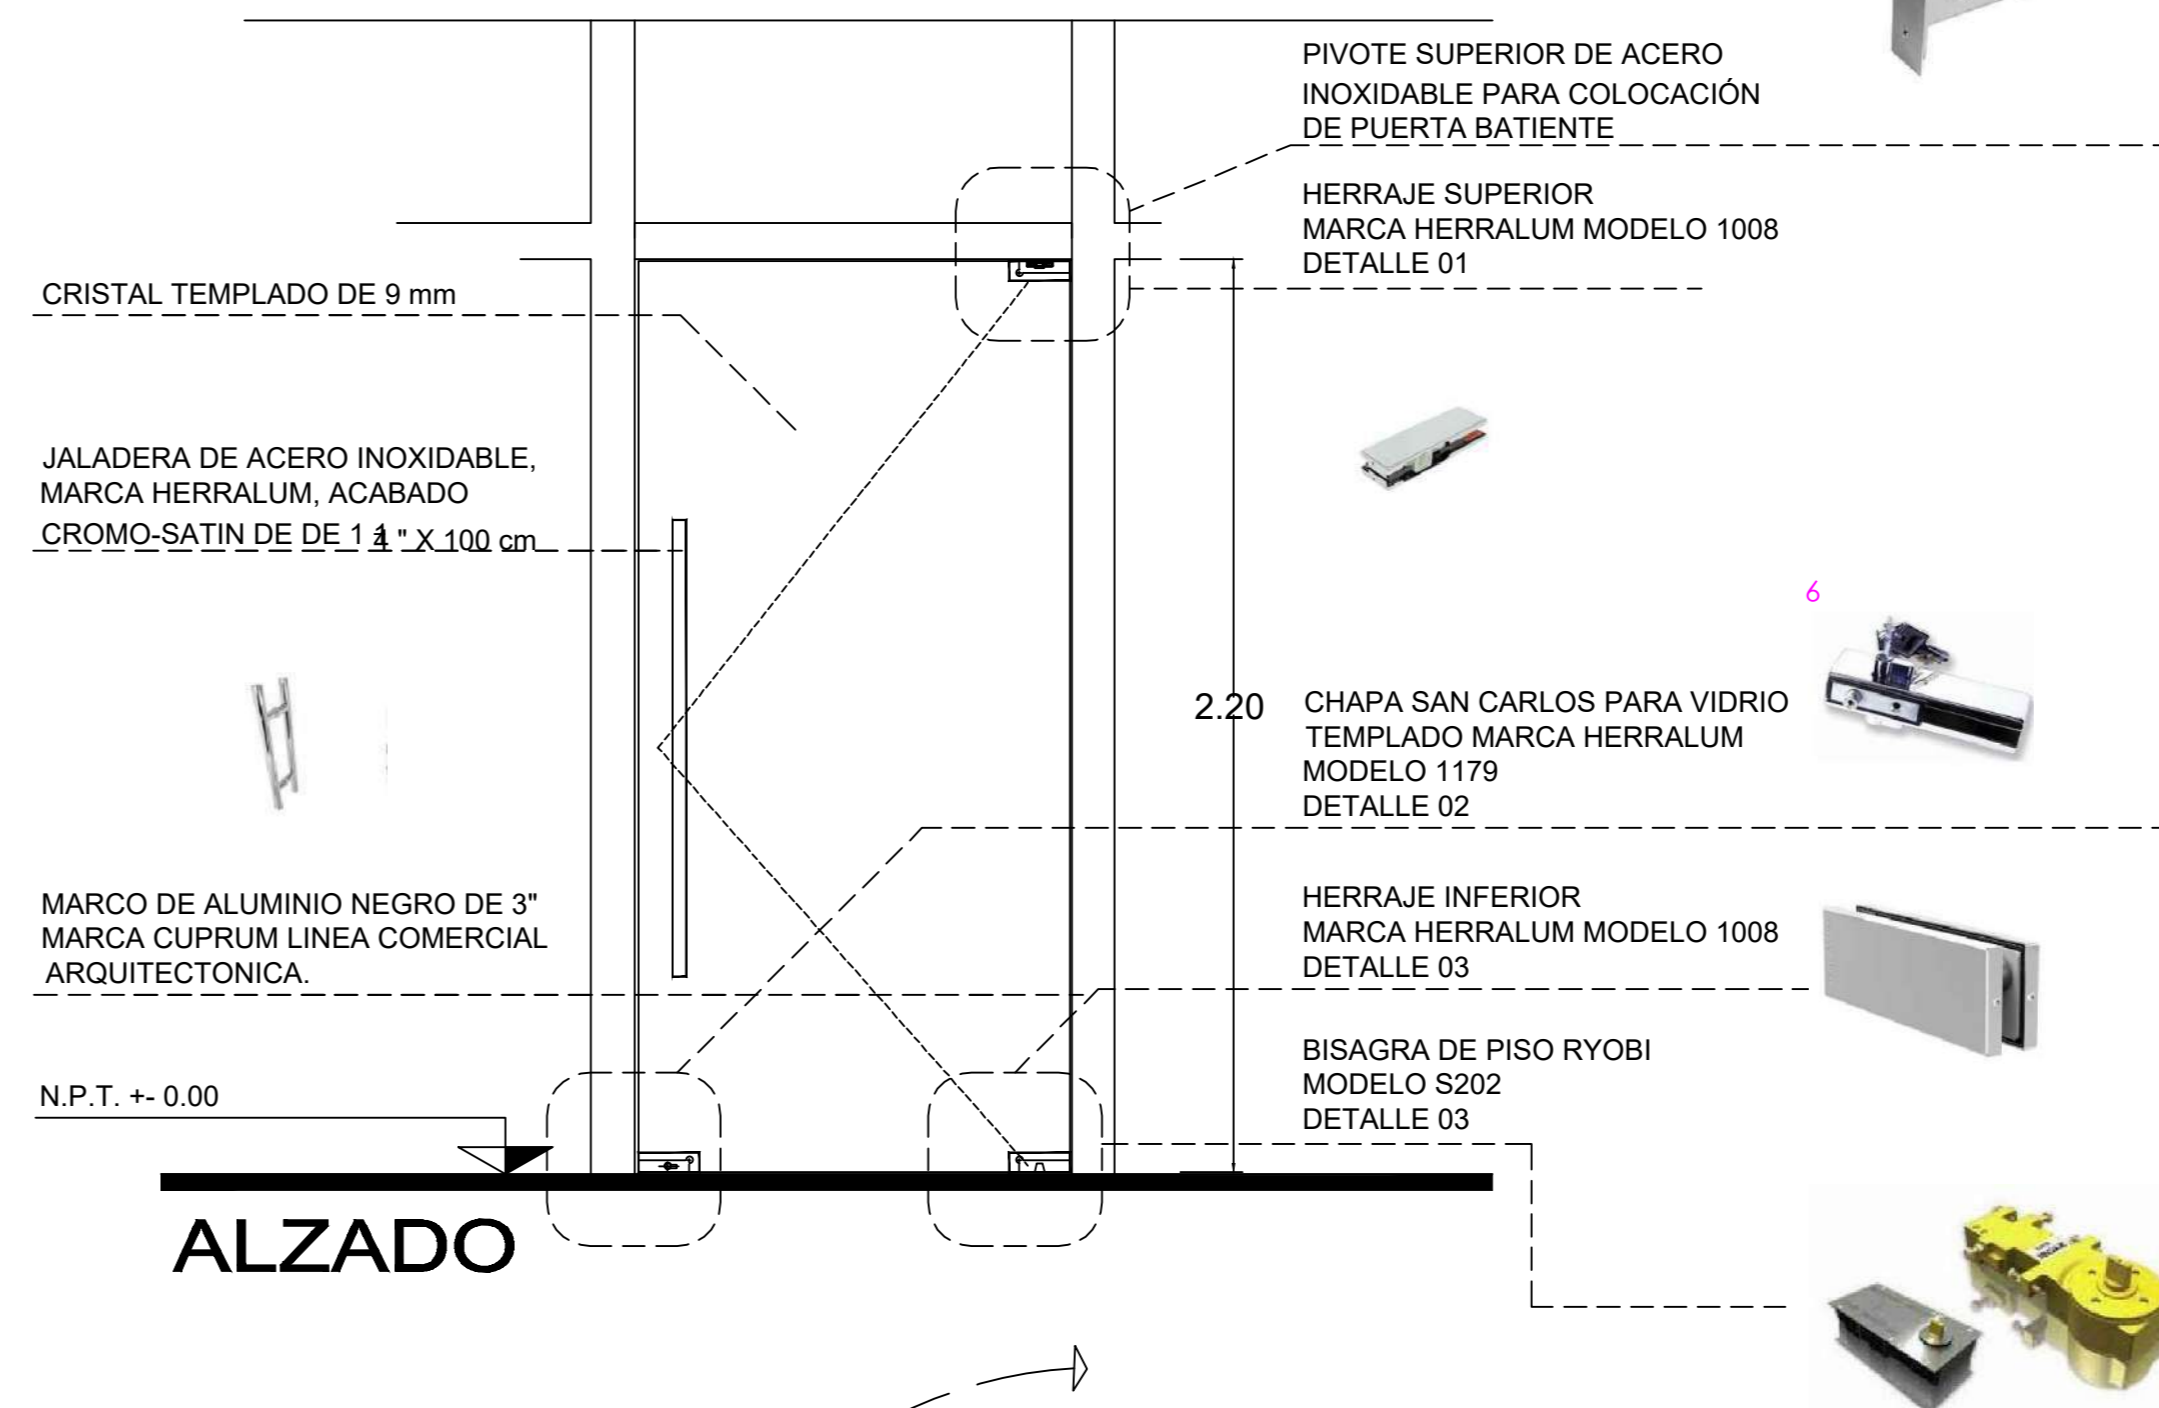 PIVOTE SUPERIOR DE ACERO
INOXIDABLE PARA COLOCACIÓN
DE PUERTA BATIENTE
HERRAJE SUPERIOR
MARCA HERRALUM MODELO 1008
DETALLE 01
CRISTAL TEMPLADO DE 9 mm
JALADERA DE ACERO INOXIDABLE,
MARCA HERRALUM, ACABADO
CROMO-SATIN DE DE 1 " X 100 cm
6
2.20
CHAPA SAN CARLOS PARA VIDRIO
TEMPLADO MARCA HERRALUM
MODELO 1179
DETALLE 02
MARCO DE ALUMINIO NEGRO DE 3"
MARCA CUPRUM LINEA COMERCIAL
ARQUITECTONICA.
HERRAJE INFERIOR
MARCA HERRALUM MODELO 1008
DETALLE 03
BISAGRA DE PISO RYOBI
MODELO S202
DETALLE 03
N.P.T. +- 0.00
ALZADO